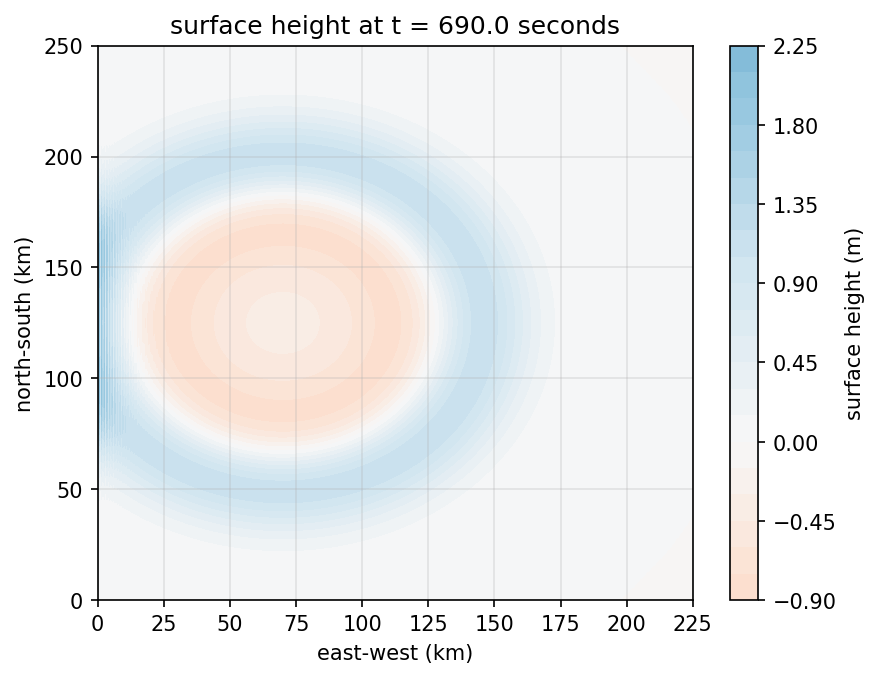 surface height at t = 690.0 seconds
250
200
150
100
50
0
0 25 50 75 100 125 150 175 200 225
east-west (km)
north-south (km)
2.25
1.80
1.35
0.90
0.45
0.00
−0.45
−0.90
surface height (m)